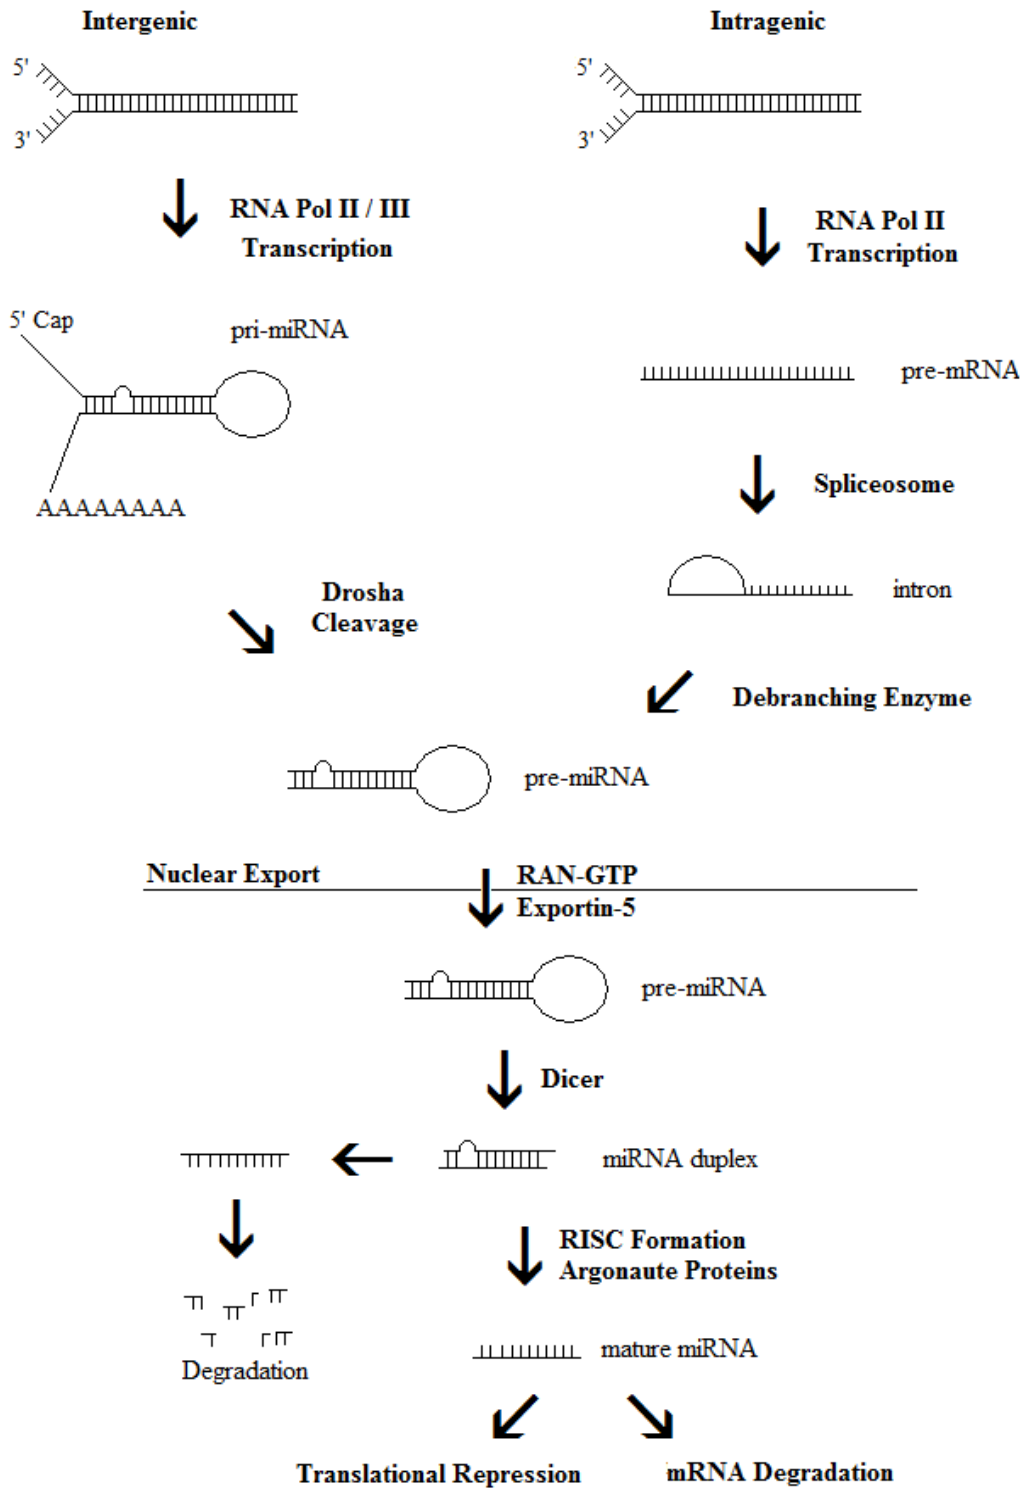 Intergenic
Intragenic
5'
3'
5'
3'
RNA Pol II / III
Transcription
RNA Pol II
Transcription
5' Cap
pri-miRNA
AAAAAAAA
pre-mRNA
Spliceosome
intron
Drosha
Cleavage
Debranching Enzyme
pre-miRNA
Nuclear Export
RAN-GTP
Exportin-5
pre-miRNA
Dicer
miRNA duplex
RISC Formation
Argonaute Proteins
Degradation
mature miRNA
Translational Repression
mRNA Degradation